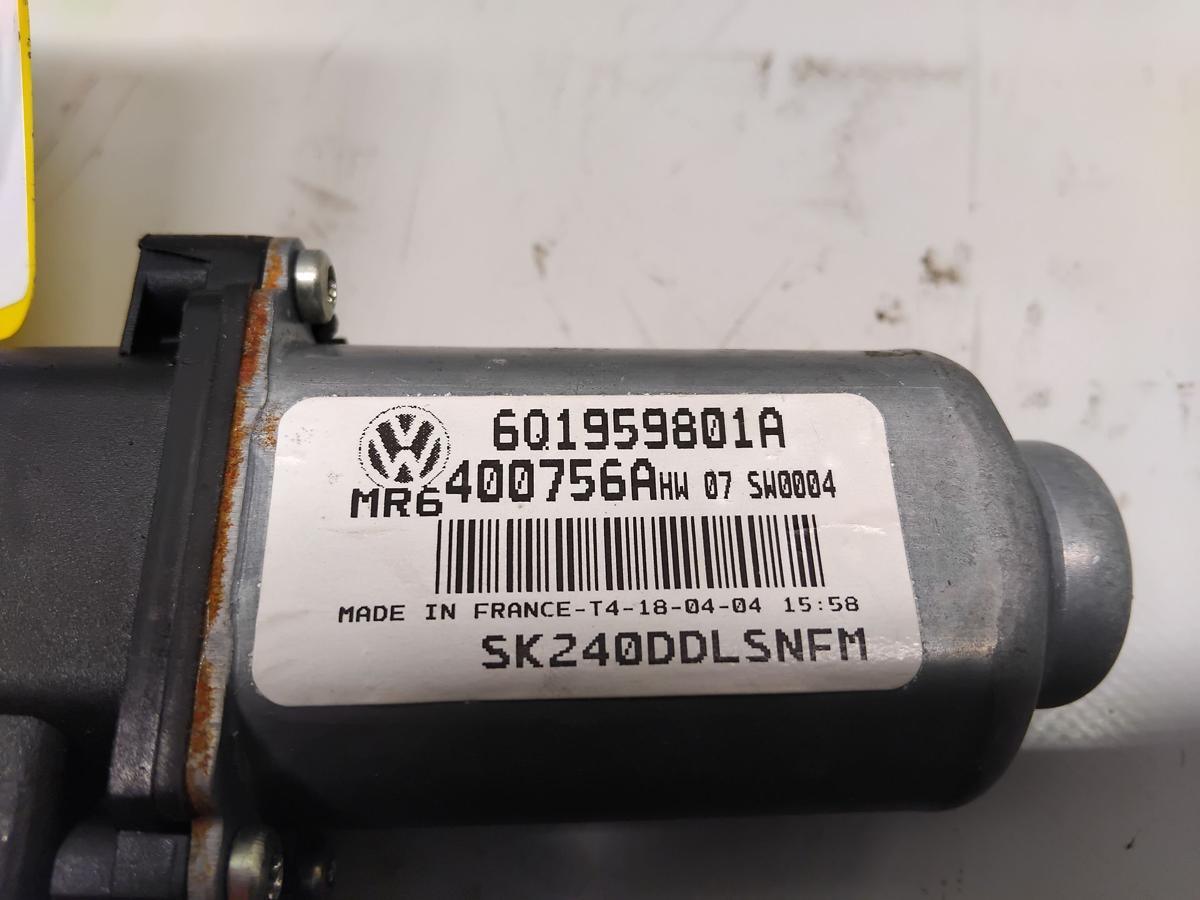 6Q1959801A
MR6 400756A HW 07 SW0004
MADE IN FRANCE-T4-18-04-04 15:58
SK240DDLSNFM